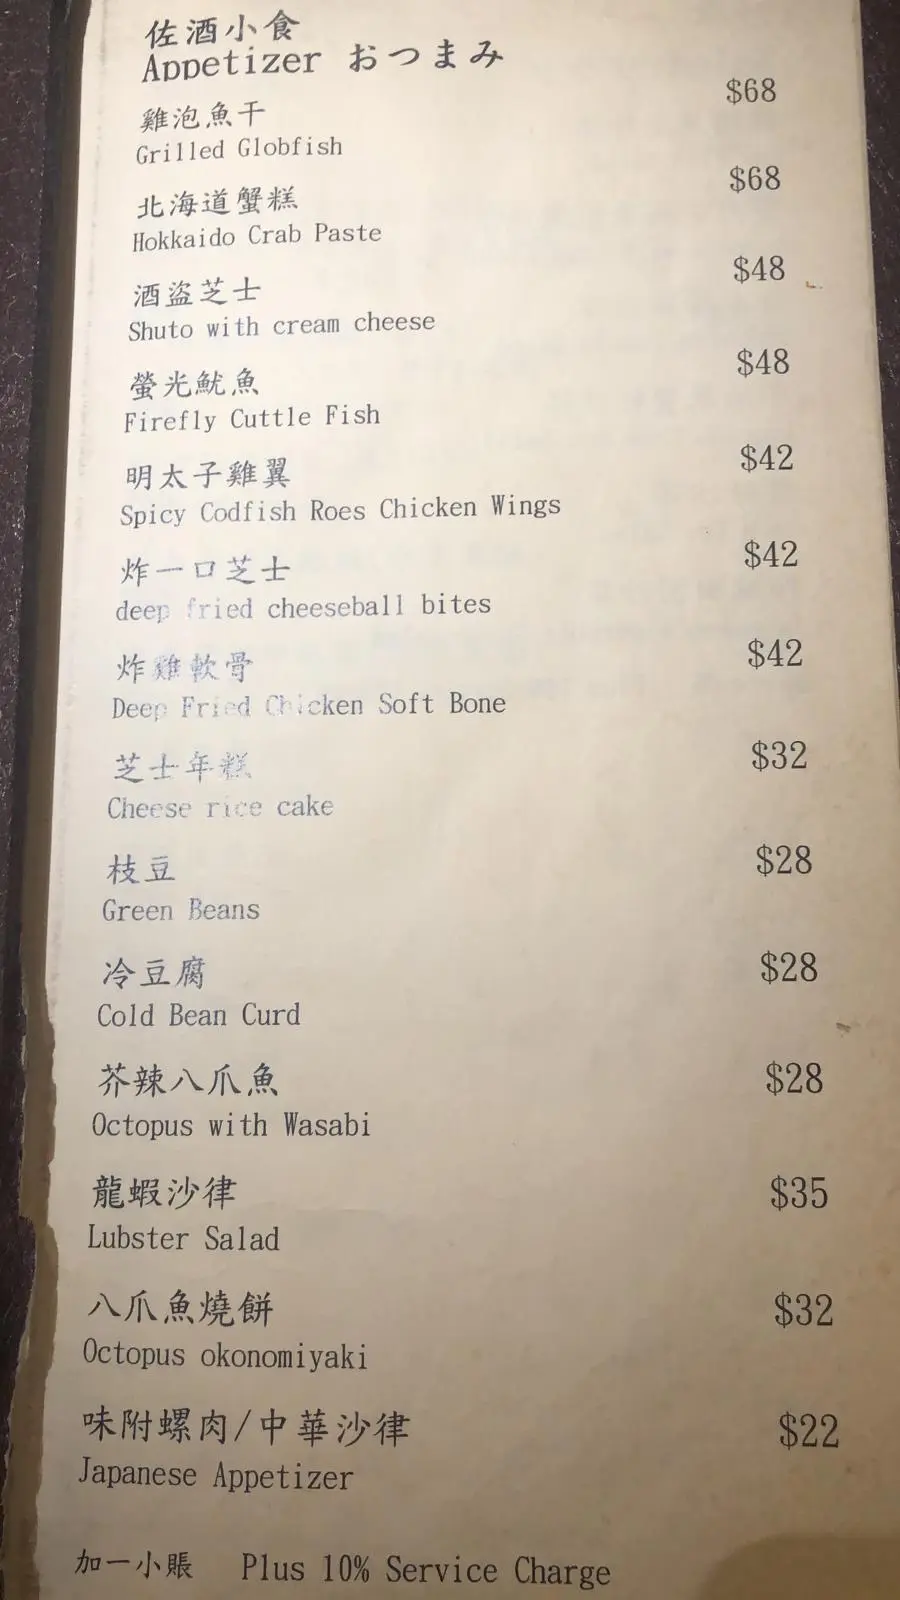 佐酒小食
Appetizer おつまみ
雞泡魚干 $68
Grilled Globfish
北海道蟹糕 $68
Hokkaido Crab Paste
酒盜芝士 $48
Shuto with cream cheese
螢光魷魚 $48
Firefly Cuttle Fish
明太子雞翼 $42
Spicy Codfish Roes Chicken Wings
炸一口芝士 $42
deep fried cheeseball bites
炸雞軟骨 $42
Deep Fried Chicken Soft Bone
芝士年糕 $32
Cheese rice cake
枝豆 $28
Green Beans
冷豆腐 $28
Cold Bean Curd
芥辣八爪魚 $28
Octopus with Wasabi
龍蝦沙律 $35
Lubster Salad
八爪魚燒餅 $32
Octopus okonomiyaki
味附螺肉/中華沙律 $22
Japanese Appetizer
加一小賬 Plus 10% Service Charge